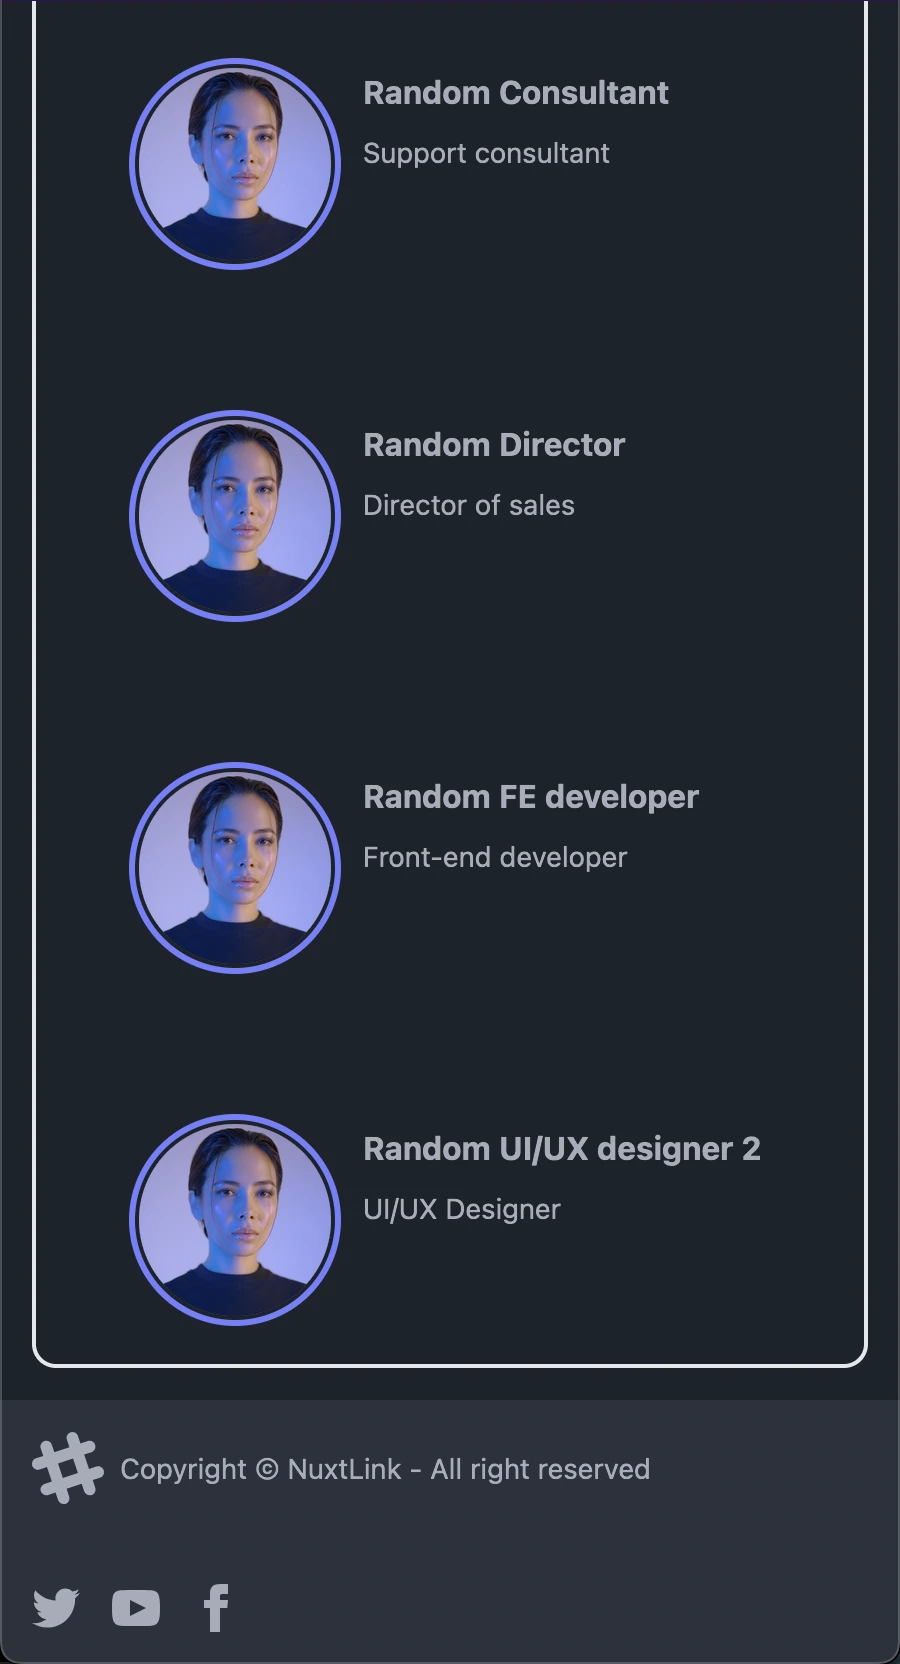 Random Consultant
Support consultant
Random Director
Director of sales
Random FE developer
Front-end developer
Random UI/UX designer 2
UI/UX Designer
Copyright © NuxtLink - All right reserved